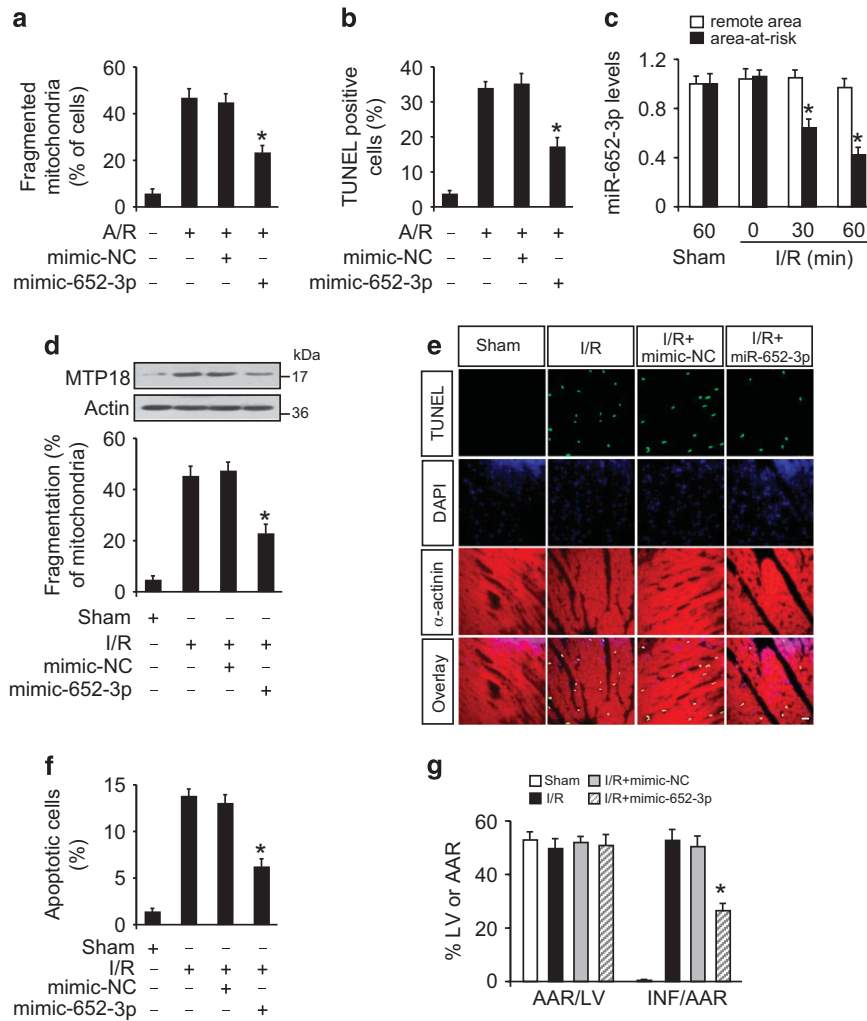 a
Fragmented
mitochondria
(% of cells)
60
40
20
0
A/R – + + +
mimic-NC – – + –
mimic-652-3p – – – +
*
b
TUNEL positive
cells (%)
40
30
20
10
0
A/R – + + +
mimic-NC – – + –
mimic-652-3p – – – +
*
c
remote area
area-at-risk
miR-652-3p levels
1.2
0.8
0.4
0
* *
60 0 30 60
Sham I/R (min)
d
kDa
MTP18 17
Actin 36
Fragmentation (%
of mitochondria)
60
40
20
0
*
Sham + – – –
I/R – + + +
mimic-NC – – + –
mimic-652-3p – – – +
e
Sham
I/R
I/R+
mimic-NC
I/R+
miR-652-3p
TUNEL
DAPI
α-actinin
Overlay
f
Apoptotic cells
(%)
15
10
5
0
*
Sham + – – –
I/R – + + +
mimic-NC – – + –
mimic-652-3p – – – +
g
Sham I/R+mimic-NC
I/R I/R+mimic-652-3p
% LV or AAR
60
40
20
0
*
AAR/LV INF/AAR